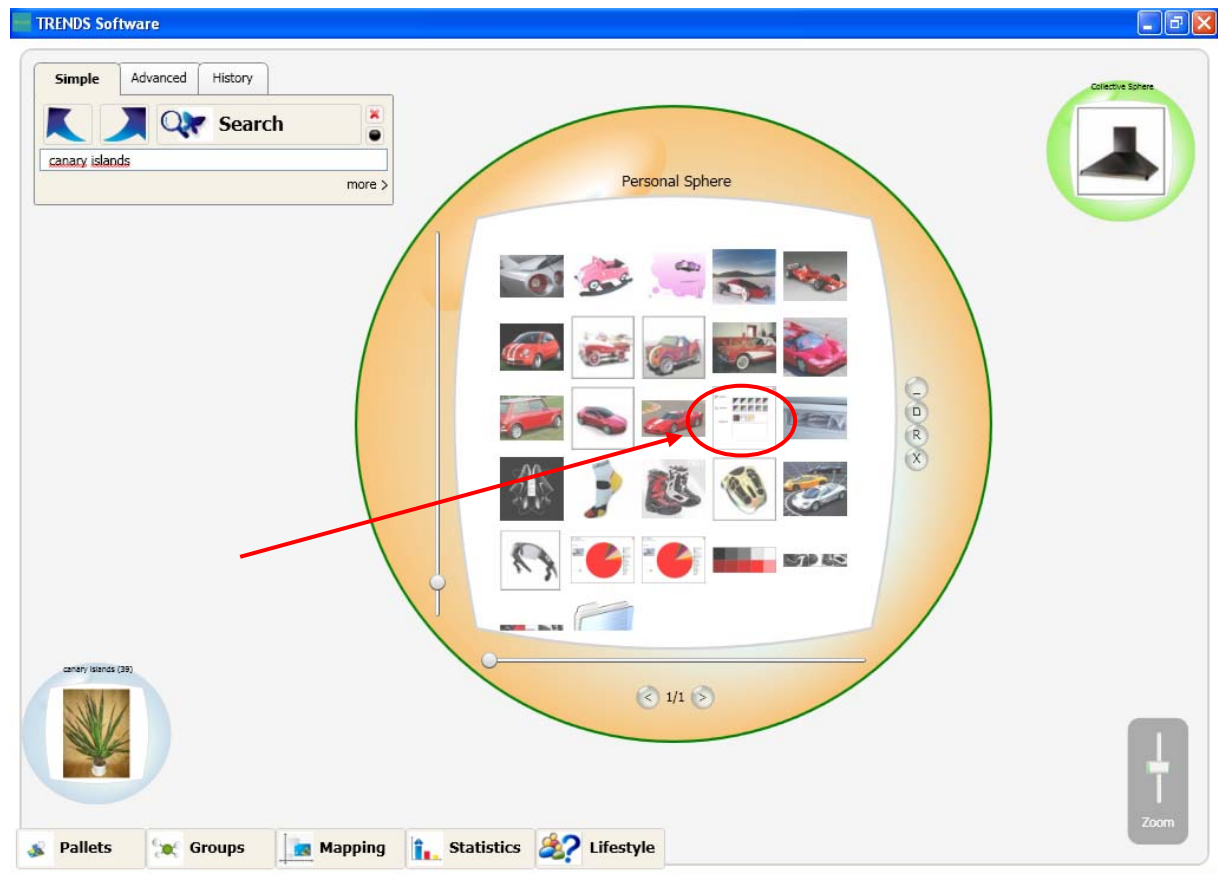 TRENDS Software
Simple
Advanced
History
Search
canary islands
more >
Personal Sphere
Collective Sphere
_
R
X
canary islands (39)
< 1/1 >
Zoom
Pallets
Groups
Mapping
Statistics
Lifestyle